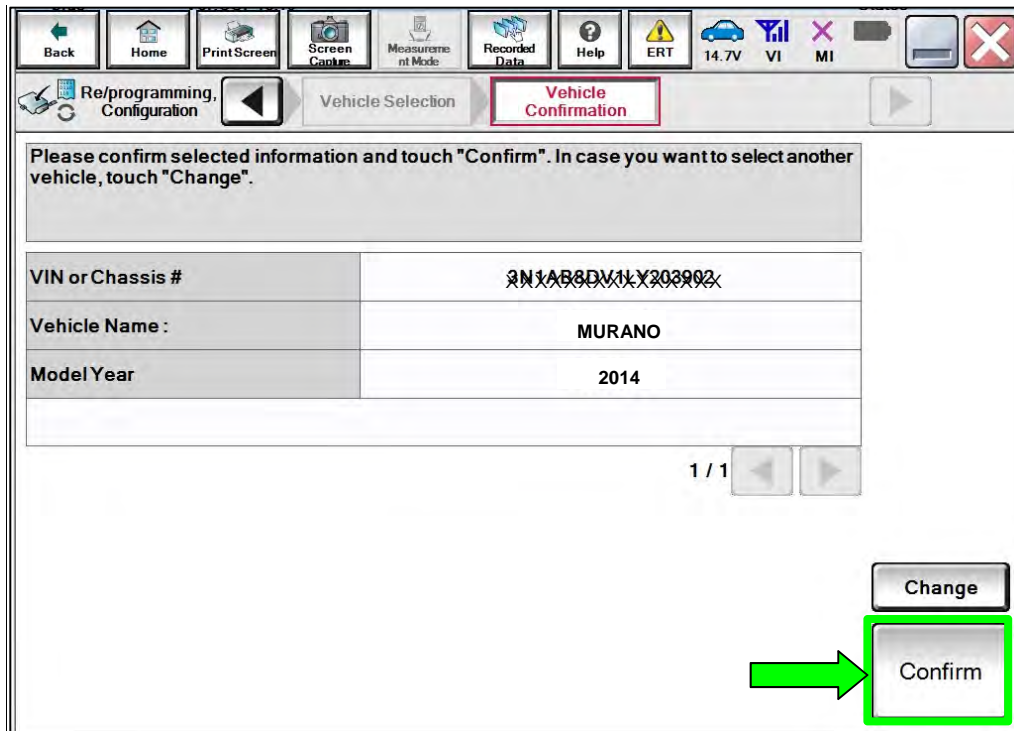 Back
Home
Print Screen
Screen Capture
Measurement Mode
Recorded Data
Help
ERT
14.7V
VI
MI
Re/programming,
Configuration
Vehicle Selection
Vehicle
Confirmation
Please confirm selected information and touch "Confirm". In case you want to select another
vehicle, touch "Change".
VIN or Chassis #
Vehicle Name :
MURANO
Model Year
2014
1 / 1
Change
Confirm